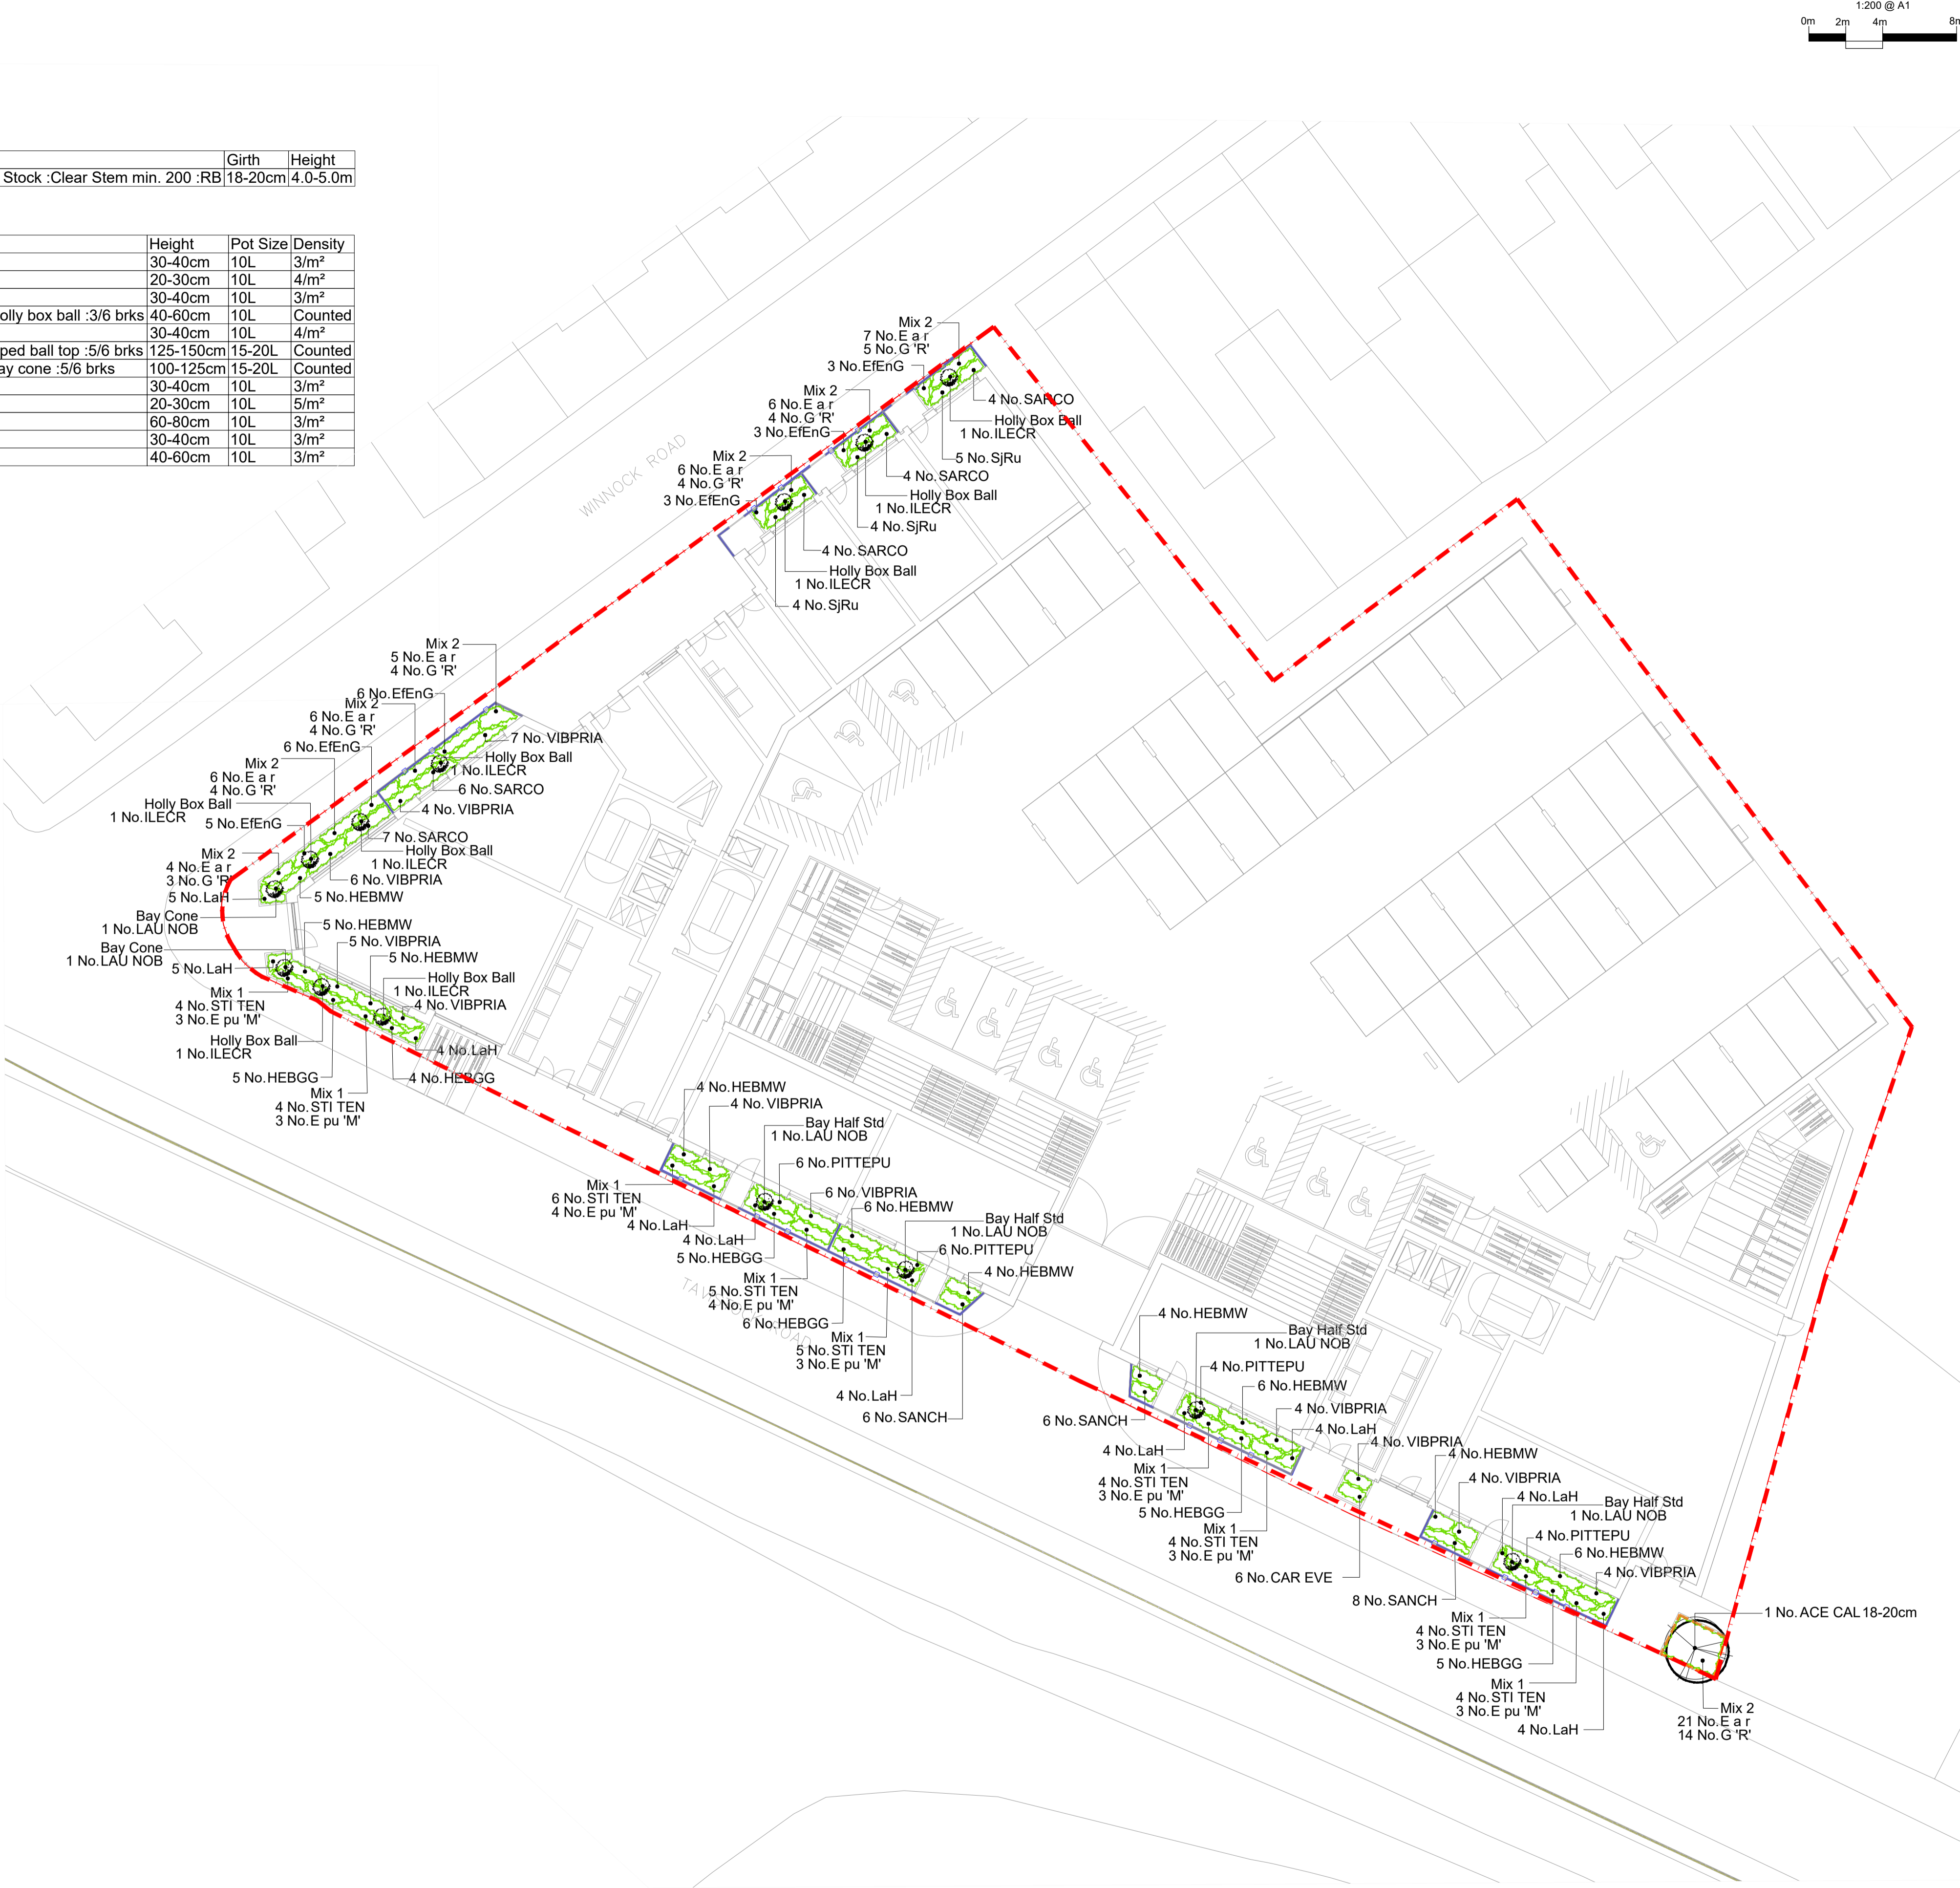 1:200 @ A1
0m 2m 4m 8m
Girth Height
Stock :Clear Stem min. 200 :RB 18-20cm 4.0-5.0m
Height Pot Size Density
30-40cm 10L 3/m²
20-30cm 10L 4/m²
30-40cm 10L 3/m²
olly box ball :3/6 brks 40-60cm 10L Counted
30-40cm 10L 4/m²
ped ball top :5/6 brks 125-150cm 15-20L Counted
ay cone :5/6 brks 100-125cm 15-20L Counted
30-40cm 10L 3/m²
20-30cm 10L 5/m²
60-80cm 10L 3/m²
30-40cm 10L 3/m²
40-60cm 10L 3/m²
WINNOCK ROAD
Mix 2
7 No.E a r
5 No.G 'R'
3 No.EfEnG
4 No.SARCO
Holly Box Ball
1 No.ILECR
5 No.SjRu
Mix 2
6 No.E a r
4 No.G 'R'
3 No.EfEnG
4 No.SARCO
Holly Box Ball
1 No.ILECR
4 No.SjRu
Mix 2
6 No.E a r
4 No.G 'R'
3 No.EfEnG
4 No.SARCO
Holly Box Ball
1 No.ILECR
4 No.SjRu
Mix 2
5 No.E a r
4 No.G 'R'
6 No.EfEnG
Mix 2
6 No.E a r
4 No.G 'R'
6 No.EfEnG
7 No.VIBPRIA
Holly Box Ball
1 No.ILECR
6 No.SARCO
4 No.VIBPRIA
Mix 2
6 No.E a r
4 No.G 'R'
Holly Box Ball
1 No.ILECR
5 No.EfEnG
7 No.SARCO
Holly Box Ball
1 No.ILECR
6 No.VIBPRIA
5 No.HEBMW
Mix 2
4 No.E a r
3 No.G 'R'
5 No.LaH
Bay Cone
1 No.LAU NOB
Bay Cone
1 No.LAU NOB
5 No.LaH
5 No.HEBMW
5 No.VIBPRIA
5 No.HEBMW
Holly Box Ball
1 No.ILECR
4 No.VIBPRIA
Mix 1
4 No.STI TEN
3 No.E pu 'M'
Holly Box Ball
1 No.ILECR
4 No.LaH
5 No.HEBGG
4 No.HEBGG
Mix 1
4 No.STI TEN
3 No.E pu 'M'
4 No.HEBMW
4 No.VIBPRIA
Bay Half Std
1 No.LAU NOB
6 No.PITTEPU
6 No.VIBPRIA
6 No.HEBMW
Bay Half Std
1 No.LAU NOB
6 No.PITTEPU
4 No.HEBMW
Mix 1
6 No.STI TEN
4 No.E pu 'M'
4 No.LaH
4 No.LaH
5 No.HEBGG
Mix 1
5 No.STI TEN
4 No.E pu 'M'
6 No.HEBGG
Mix 1
5 No.STI TEN
3 No.E pu 'M'
4 No.LaH
6 No.SANCH
4 No.HEBMW
Bay Half Std
1 No.LAU NOB
4 No.PITTEPU
6 No.HEBMW
4 No.VIBPRIA
4 No.LaH
6 No.SANCH
4 No.LaH
Mix 1
4 No.STI TEN
3 No.E pu 'M'
5 No.HEBGG
Mix 1
4 No.STI TEN
3 No.E pu 'M'
4 No.VIBPRIA
6 No.CAR EVE
4 No.HEBMW
4 No.VIBPRIA
8 No.SANCH
4 No.LaH
Bay Half Std
1 No.LAU NOB
4 No.PITTEPU
6 No.HEBMW
4 No.VIBPRIA
Mix 1
4 No.STI TEN
3 No.E pu 'M'
5 No.HEBGG
Mix 1
4 No.STI TEN
3 No.E pu 'M'
4 No.LaH
1 No.ACE CAL 18-20cm
Mix 2
21 No.E a r
14 No.G 'R'
ROAD